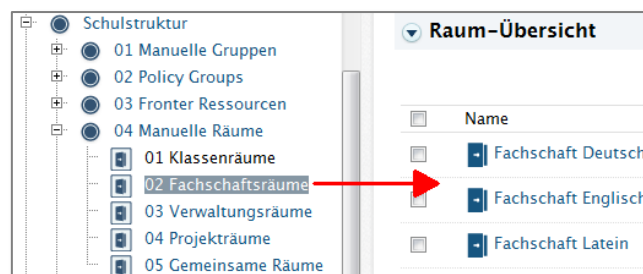 Schulstruktur
01 Manuelle Gruppen
02 Policy Groups
03 Fronter Ressourcen
04 Manuelle Räume
01 Klassenräume
02 Fachschaftsräume
03 Verwaltungsräume
04 Projekträume
05 Gemeinsame Räume
Raum-Übersicht
Name
Fachschaft Deutsch
Fachschaft Englisch
Fachschaft Latein